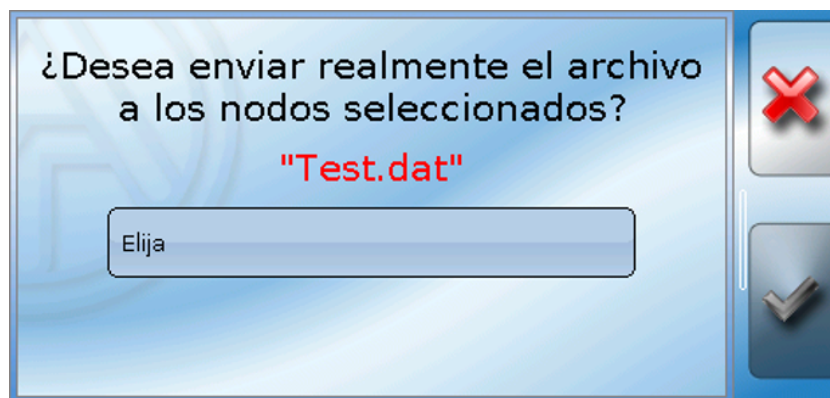 ¿Desea enviar realmente el archivo
a los nodos seleccionados?
"Test.dat"
Elija